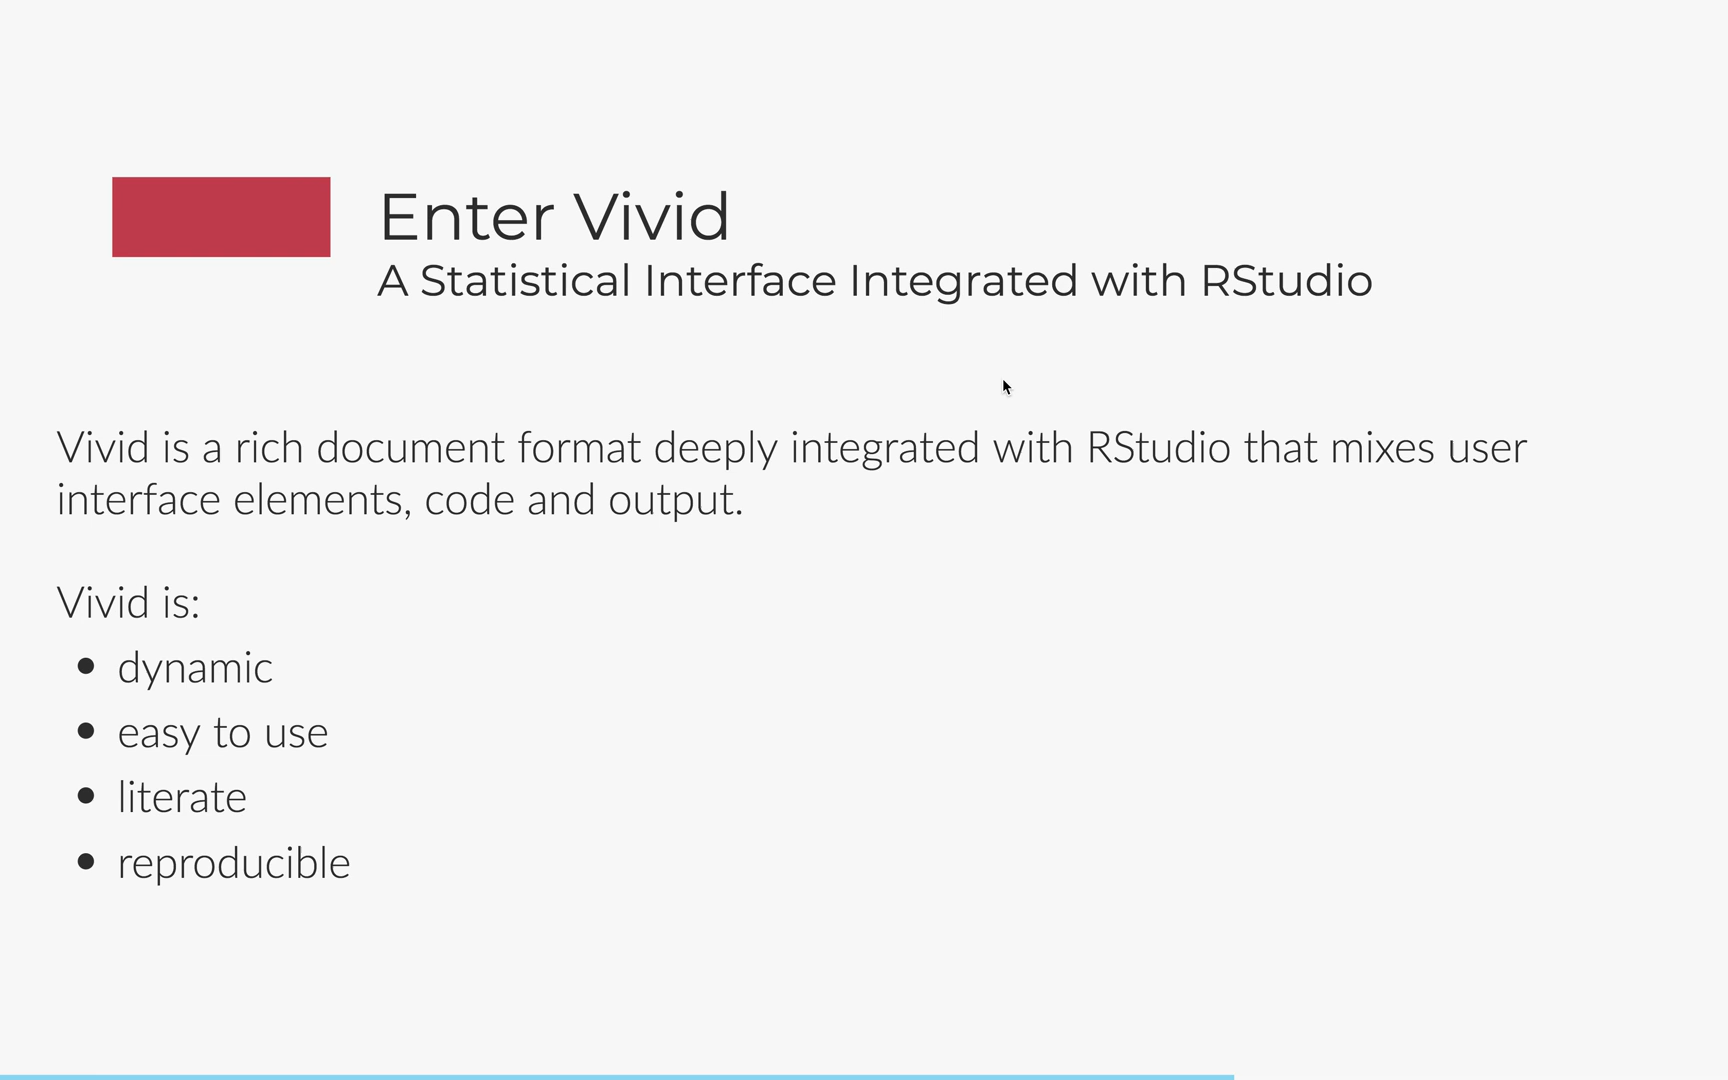 Enter Vivid
A Statistical Interface Integrated with RStudio
Vivid is a rich document format deeply integrated with RStudio that mixes user
interface elements, code and output.
Vivid is:
• dynamic
• easy to use
• literate
• reproducible